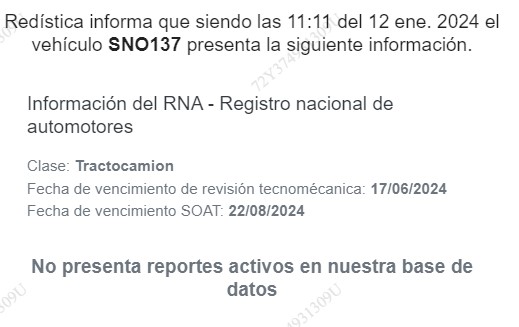 Redística informa que siendo las 11:11 del 12 ene. 2024 el
vehículo SNO137 presenta la siguiente información.
Información del RNA - Registro nacional de
automotores
Clase: Tractocamion
Fecha de vencimiento de revisión tecnomécanica: 17/06/2024
Fecha de vencimiento SOAT: 22/08/2024
No presenta reportes activos en nuestra base de
datos